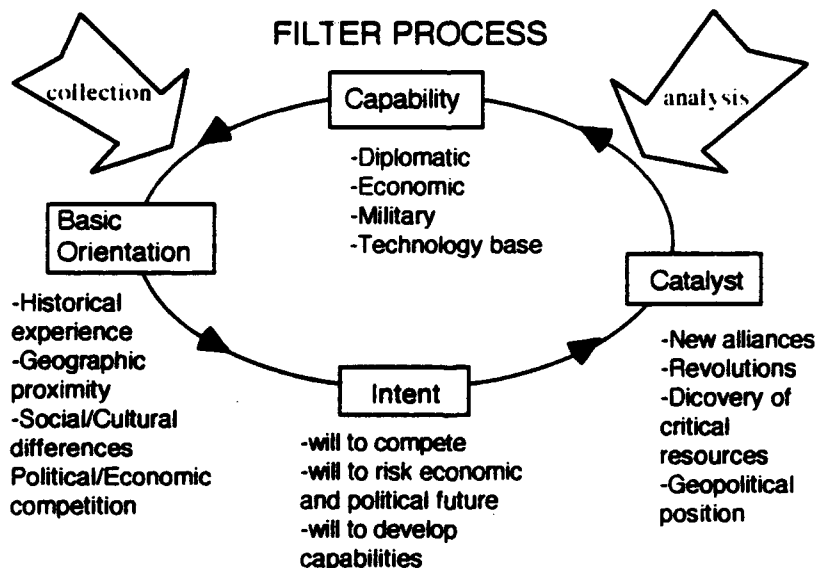 FILTER PROCESS
collection
analysis
Capability
-Diplomatic
-Economic
-Military
-Technology base
Basic
Orientation
-Historical
experience
-Geographic
proximity
-Social/Cultural
differences
Political/Economic
competition
Intent
-will to compete
-will to risk economic
and political future
-will to develop
capabilities
Catalyst
-New alliances
-Revolutions
-Dicovery of
critical
resources
-Geopolitical
position